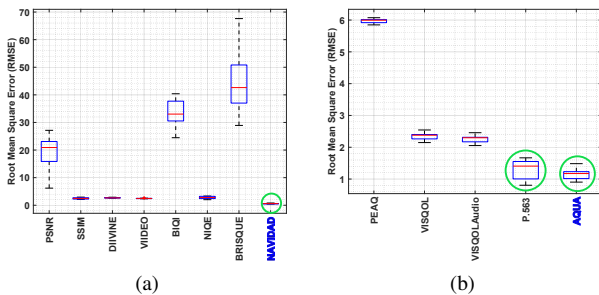 Root Mean Square Error (RMSE)
70
60
50
40
30
20
10
0
PSNR
SSIM
DIIVINE
VIIDEO
BIQI
NIQE
BRISQUE
NAVIDAD
(a)
Root Mean Square Error (RMSE)
6
5
4
3
2
1
PEAQ
VISQOL
VISQOLAudio
P.563
AQUA
(b)